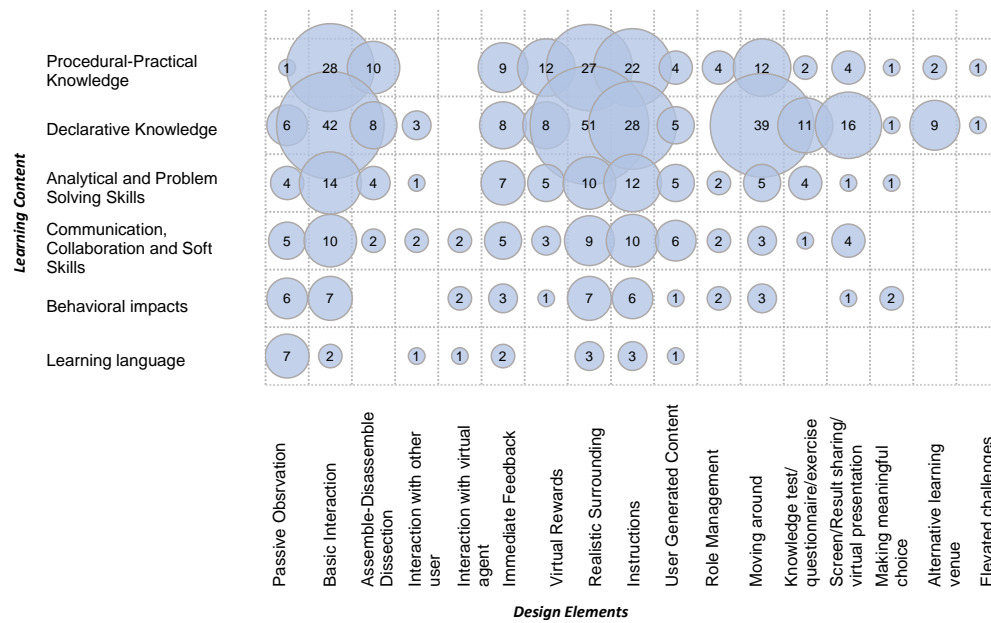 Procedural-Practical
Knowledge
1 28 10 9 12 27 22 4 4 12 2 4 1 2 1
Declarative Knowledge
6 42 8 3 8 8 51 28 5 39 11 16 1 9 1
Analytical and Problem
Solving Skills
4 14 4 1 7 5 10 12 5 2 5 4 1 1
Communication,
Collaboration and Soft
Skills
5 10 2 2 2 5 3 9 10 6 2 3 1 4
Behavioral impacts
6 7 2 3 1 7 6 1 2 3 1 2
Learning language
7 2 1 1 2 3 3 1
Learning Content
Passive Obsrvation
Basic Interaction
Assemble-Disassemble
Dissection
Interaction with other
user
Interaction with virtual
agent
Immediate Feedback
Virtual Rewards
Realistic Surrounding
Instructions
User Generated Content
Role Management
Moving around
Knowledge test/
questionnaire/exercise
Screen/Result sharing/
virtual presentation
Making meaningful
choice
Alternative learning
venue
Elevated challenges
Design Elements